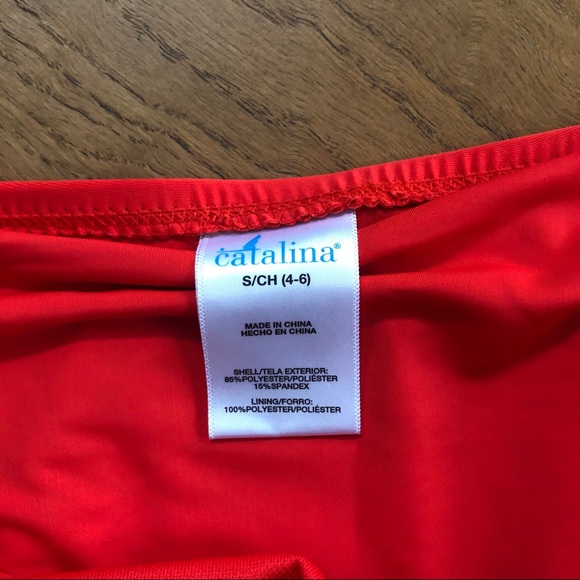 catalina®
S/CH (4-6)
MADE IN CHINA
HECHO EN CHINA
SHELL/TELA EXTERIOR:
85%POLYESTER/POLIÉSTER
15%SPANDEX
LINING/FORRO:
100%POLYESTER/POLIÉSTER